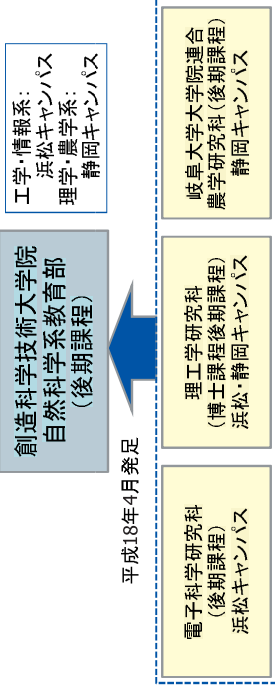 創造科学技術大学院
自然科学系教育部
（後期課程）
工学・情報系：
浜松キャンパス
理学・農学系：
静岡キャンパス
平成18年4月発足
電子科学研究科
（後期課程）
浜松キャンパス
理工学研究科
（博士課程後期課程）
浜松・静岡キャンパス
岐阜大学大学院連合
農学研究科（後期課程）
静岡キャンパス